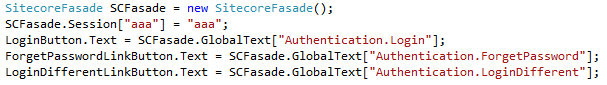 SitecoreFasade SCFasade = new SitecoreFasade();
SCFasade.Session["aaa"] = "aaa";
LoginButton.Text = SCFasade.GlobalText["Authentication.Login"];
ForgetPasswordLinkButton.Text = SCFasade.GlobalText["Authentication.ForgetPassword"];
LoginDifferentLinkButton.Text = SCFasade.GlobalText["Authentication.LoginDifferent"];